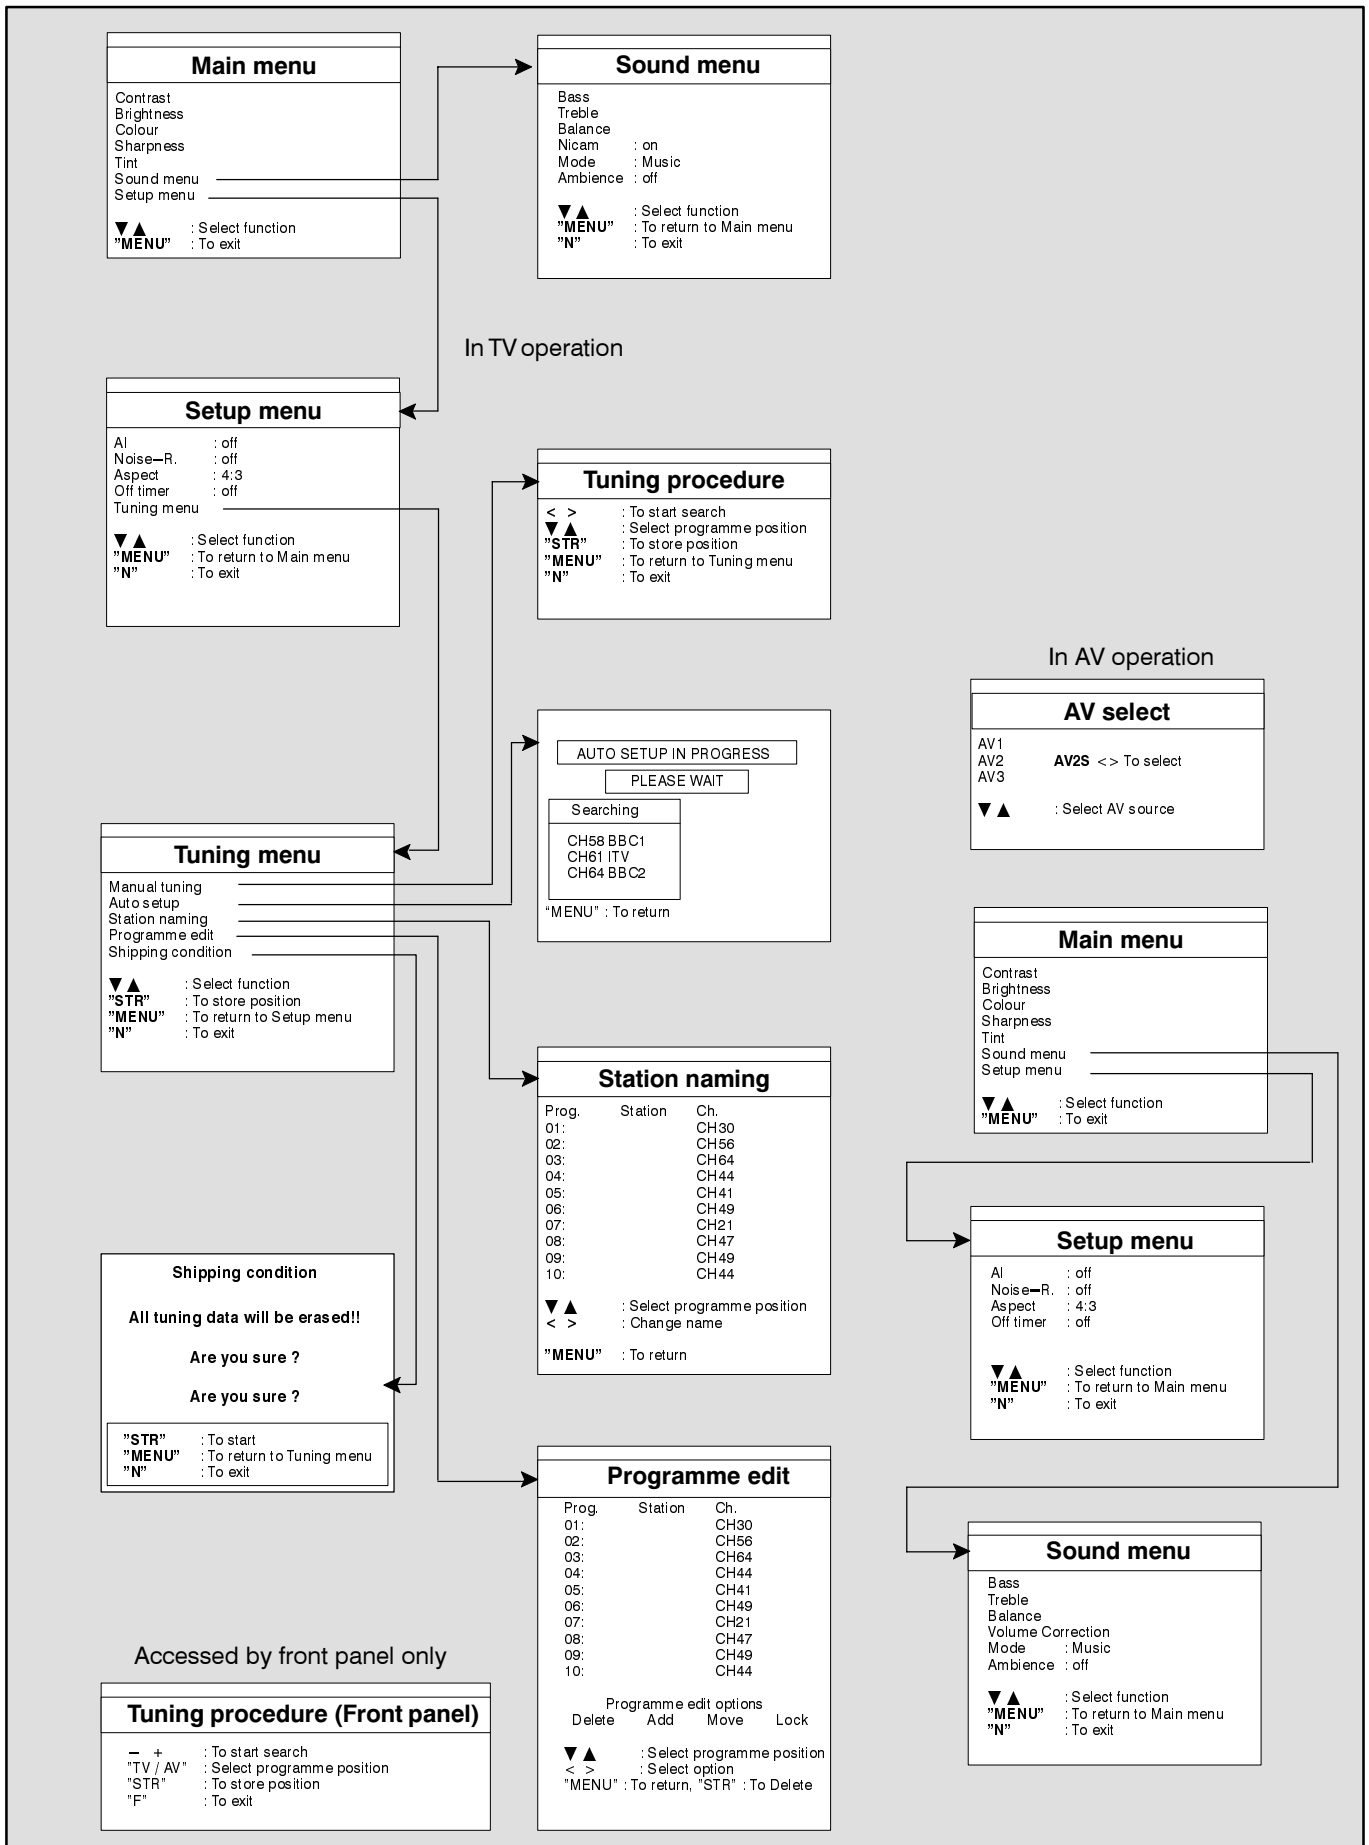 Main menu
Contrast
Brightness
Colour
Sharpness
Tint
Sound menu
Setup menu
▼ ▲ : Select function
"MENU" : To exit
Sound menu
Bass
Treble
Balance
Nicam : on
Mode : Music
Ambience : off
▼ ▲ : Select function
"MENU" : To return to Main menu
"N" : To exit
In TV operation
Setup menu
AI : off
Noise–R. : off
Aspect : 4:3
Off timer : off
Tuning menu
▼ ▲ : Select function
"MENU" : To return to Main menu
"N" : To exit
Tuning procedure
< > : To start search
▼ ▲ : Select programme position
"STR" : To store position
"MENU" : To return to Tuning menu
"N" : To exit
AUTO SETUP IN PROGRESS
PLEASE WAIT
Searching
CH58 BBC1
CH61 ITV
CH64 BBC2
"MENU" : To return
Tuning menu
Manual tuning
Auto setup
Station naming
Programme edit
Shipping condition
▼ ▲ : Select function
"STR" : To store position
"MENU" : To return to Setup menu
"N" : To exit
Station naming
Prog. Station Ch.
01: CH30
02: CH56
03: CH64
04: CH44
05: CH41
06: CH49
07: CH21
08: CH47
09: CH49
10: CH44
▼ ▲ : Select programme position
< > : Change name
"MENU" : To return
Shipping condition
All tuning data will be erased!!
Are you sure ?
Are you sure ?
"STR" : To start
"MENU" : To return to Tuning menu
"N" : To exit
Programme edit
Prog. Station Ch.
01: CH30
02: CH56
03: CH64
04: CH44
05: CH41
06: CH49
07: CH21
08: CH47
09: CH49
10: CH44
Programme edit options
Delete Add Move Lock
▼ ▲ : Select programme position
< > : Select option
"MENU" : To return, "STR" : To Delete
Accessed by front panel only
Tuning procedure (Front panel)
– + : To start search
"TV / AV" : Select programme position
"STR" : To store position
"F" : To exit
In AV operation
AV select
AV1
AV2 AV2S < > To select
AV3
▼ ▲ : Select AV source
Main menu
Contrast
Brightness
Colour
Sharpness
Tint
Sound menu
Setup menu
▼ ▲ : Select function
"MENU" : To exit
Setup menu
AI : off
Noise–R. : off
Aspect : 4:3
Off timer : off
▼ ▲ : Select function
"MENU" : To return to Main menu
"N" : To exit
Sound menu
Bass
Treble
Balance
Volume Correction
Mode : Music
Ambience : off
▼ ▲ : Select function
"MENU" : To return to Main menu
"N" : To exit